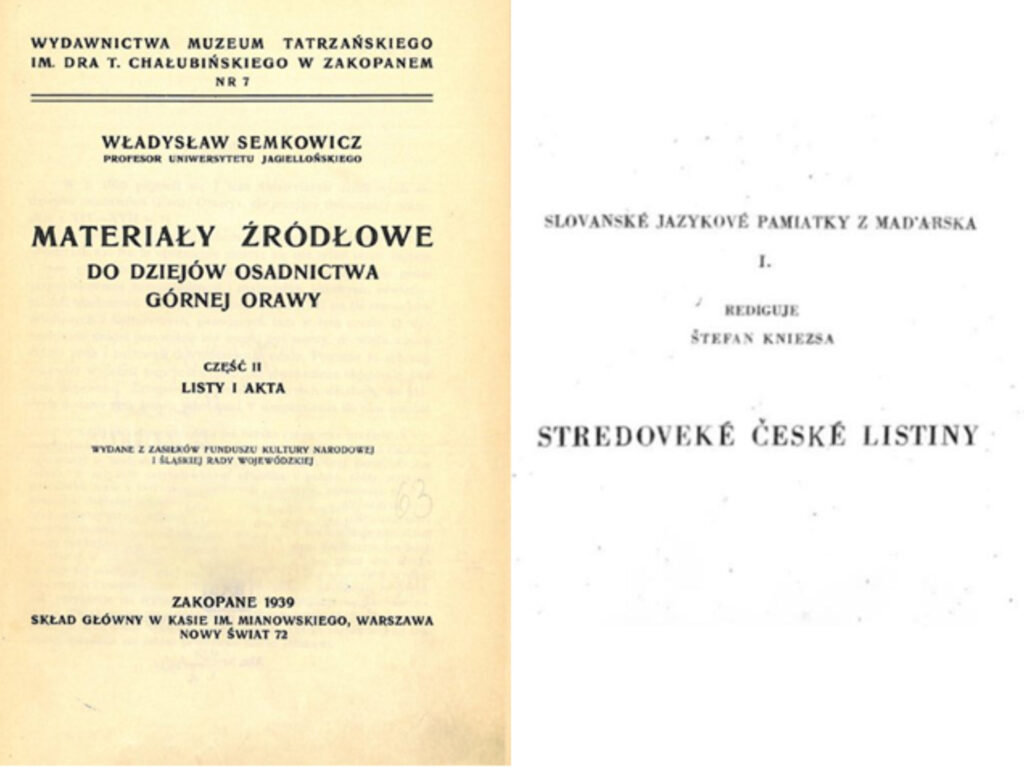 WYDAWNICTWA MUZEUM TATRZAŃSKIEGO
IM. DRA T. CHAŁUBIŃSKIEGO W ZAKOPANEM
NR 7
WŁADYSŁAW SEMKOWICZ
PROFESOR UNIWERSYTETU JAGIELLOŃSKIEGO
MATERIAŁY ŹRÓDŁOWE
DO DZIEJÓW OSADNICTWA
GÓRNEJ ORAWY
CZĘŚĆ II
LISTY I AKTA
WYDANE Z ZASIŁKÓW FUNDUSZU KULTURY NARODOWEJ
I ŚLĄSKIEJ RADY WOJEWÓDZKIEJ
63
ZAKOPANE 1939
SKŁAD GŁÓWNY W KASIE IM. MIANOWSKIEGO, WARSZAWA
NOWY ŚWIAT 72
SLOVANSKÉ JAZYKOVÉ PAMIATKY Z MAD'ARSKA
I.
REDIGUJE
ŠTEFAN KNIEZSA
STREDOVEKÉ ČESKÉ LISTINY